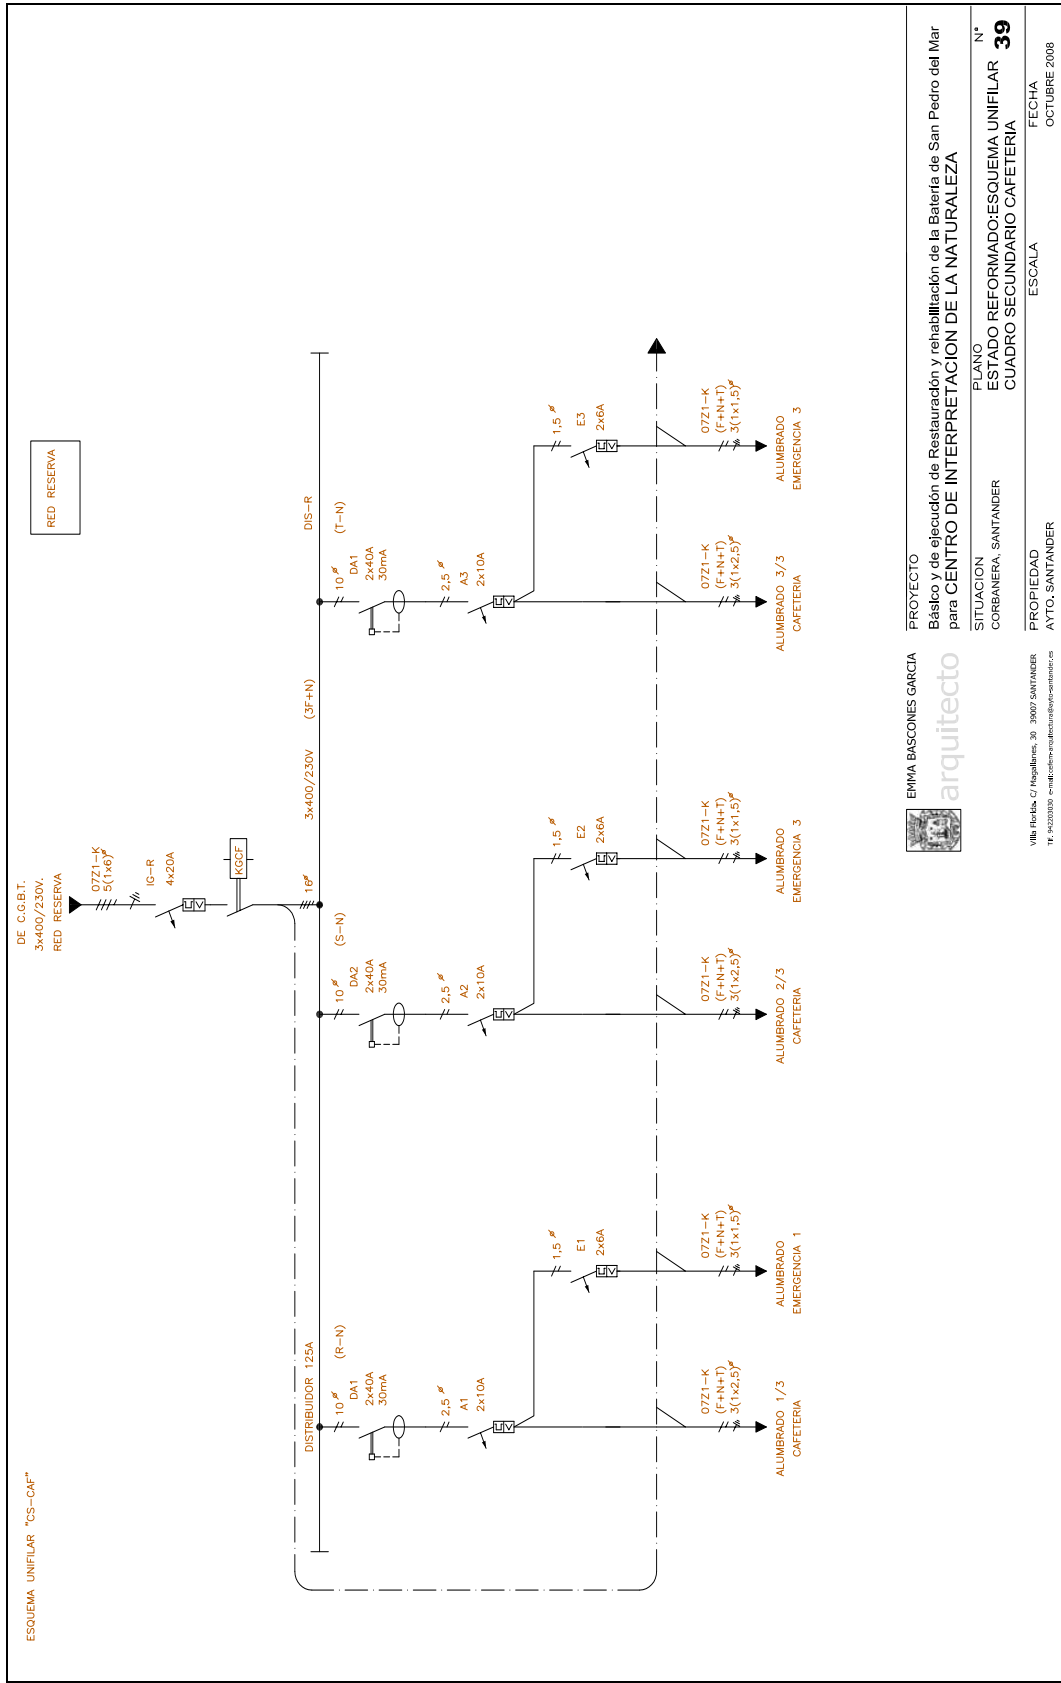 ESQUEMA UNIFILAR "CS-CAF"
RED RESERVA
DE C.G.B.T.
3x400/230V.
RED RESERVA
07Z1-K
5(1x6)
IG-R
4x20A
KGCF
16
DISTRIBUIDOR 125A
3x400/230V
(3F+N)
DIS-R
(R-N)
10
DA1
2x40A
30mA
2,5
A1
2x10A
1,5
E1
2x6A
07Z1-K
(F+N+T)
3(1x2,5)
ALUMBRADO 1/3
CAFETERIA
07Z1-K
(F+N+T)
3(1x1,5)
ALUMBRADO
EMERGENCIA 1
(S-N)
10
DA2
2x40A
30mA
2,5
A2
2x10A
1,5
E2
2x6A
07Z1-K
(F+N+T)
3(1x2,5)
ALUMBRADO 2/3
CAFETERIA
07Z1-K
(F+N+T)
3(1x1,5)
ALUMBRADO
EMERGENCIA 3
(T-N)
10
DA1
2x40A
30mA
2,5
A3
2x10A
1,5
E3
2x6A
07Z1-K
(F+N+T)
3(1x2,5)
ALUMBRADO 3/3
CAFETERIA
07Z1-K
(F+N+T)
3(1x1,5)
ALUMBRADO
EMERGENCIA 3
EMMA BASCONES GARCIA
arquitecto
Villa Florida. C/ Magallanes, 30 39007 SANTANDER
PROYECTO
Básico y de ejecución de Restauración y rehabilitación de la Batería de San Pedro del Mar
para CENTRO DE INTERPRETACION DE LA NATURALEZA
SITUACION
CORBANERA, SANTANDER
PLANO
ESTADO REFORMADO:ESQUEMA UNIFILAR
CUADRO SECUNDARIO CAFETERIA
Nº
39
PROPIEDAD
AYTO. SANTANDER
ESCALA
FECHA
OCTUBRE 2008